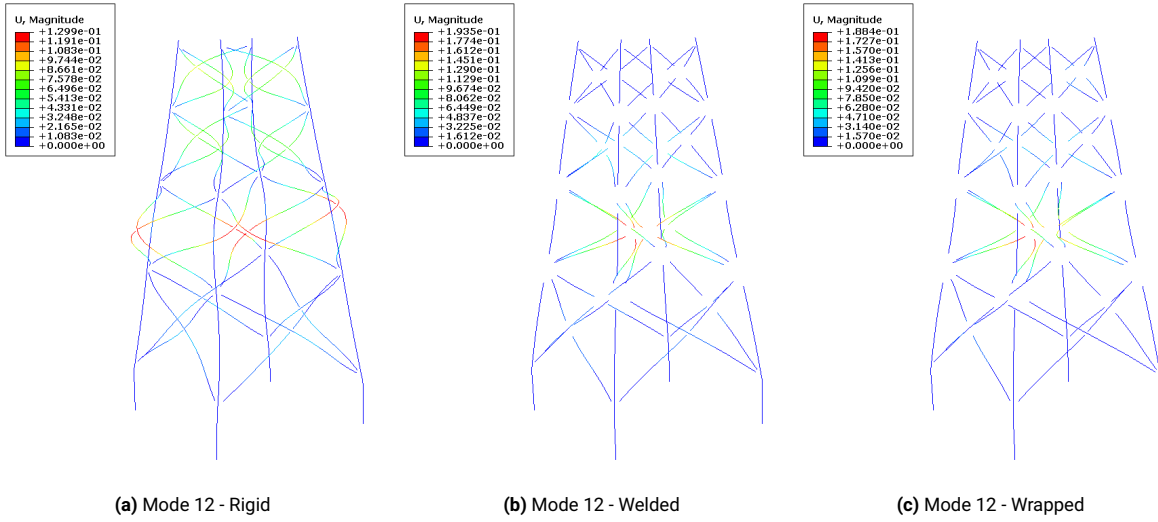 U, Magnitude
+1.299e-01
+1.191e-01
+1.083e-01
+9.744e-02
+8.661e-02
+7.578e-02
+6.496e-02
+5.413e-02
+4.331e-02
+3.248e-02
+2.165e-02
+1.083e-02
+0.000e+00
U, Magnitude
+1.935e-01
+1.774e-01
+1.612e-01
+1.451e-01
+1.290e-01
+1.129e-01
+9.674e-02
+8.062e-02
+6.449e-02
+4.837e-02
+3.225e-02
+1.612e-02
+0.000e+00
U, Magnitude
+1.884e-01
+1.727e-01
+1.570e-01
+1.413e-01
+1.256e-01
+1.099e-01
+9.420e-02
+7.850e-02
+6.280e-02
+4.710e-02
+3.140e-02
+1.570e-02
+0.000e+00
(a) Mode 12 - Rigid
(b) Mode 12 - Welded
(c) Mode 12 - Wrapped